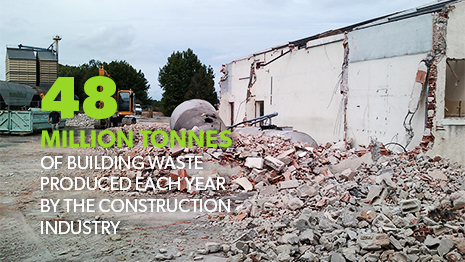 48
MILLION TONNES
OF BUILDING WASTE
PRODUCED EACH YEAR
BY THE CONSTRUCTION
INDUSTRY